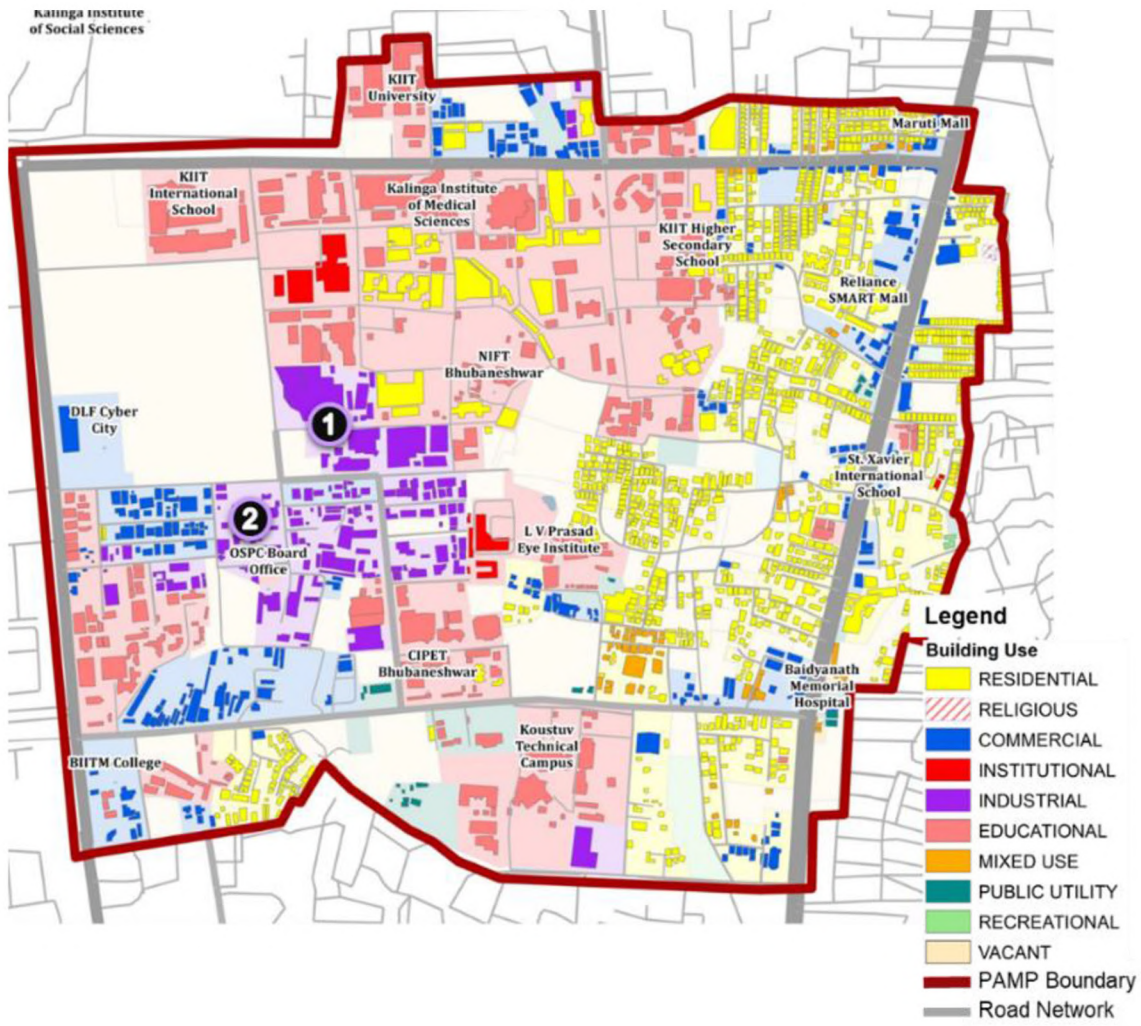 Kalinga Institute
of Social Sciences
KIIT
University
Maruti Mall
KIIT
International
School
Kalinga Institute
of Medical
Sciences
KIIT Higher
Secondary
School
Reliance
SMART Mall
NIFT
Bhubaneshwar
DLF Cyber
City
1
St. Xavier
International
School
2
OSPC Board
Office
L V Prasad
Eye Institute
CIPET
Bhubaneshwar
Baidyanath
Memorial
Hospital
BIITM College
Koustuv
Technical
Campus
Legend
Building Use
RESIDENTIAL
RELIGIOUS
COMMERCIAL
INSTITUTIONAL
INDUSTRIAL
EDUCATIONAL
MIXED USE
PUBLIC UTILITY
RECREATIONAL
VACANT
PAMP Boundary
Road Network